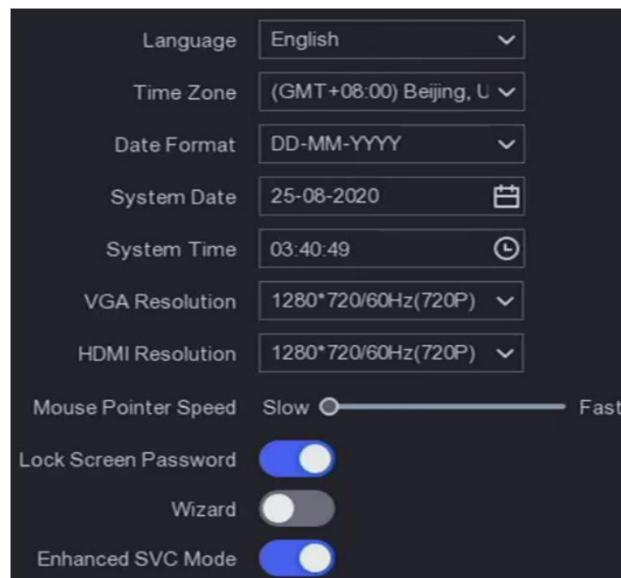 Language English
Time Zone (GMT+08:00) Beijing, U
Date Format DD-MM-YYYY
System Date 25-08-2020
System Time 03:40:49
VGA Resolution 1280*720/60Hz(720P)
HDMI Resolution 1280*720/60Hz(720P)
Mouse Pointer Speed Slow Fast
Lock Screen Password
Wizard
Enhanced SVC Mode